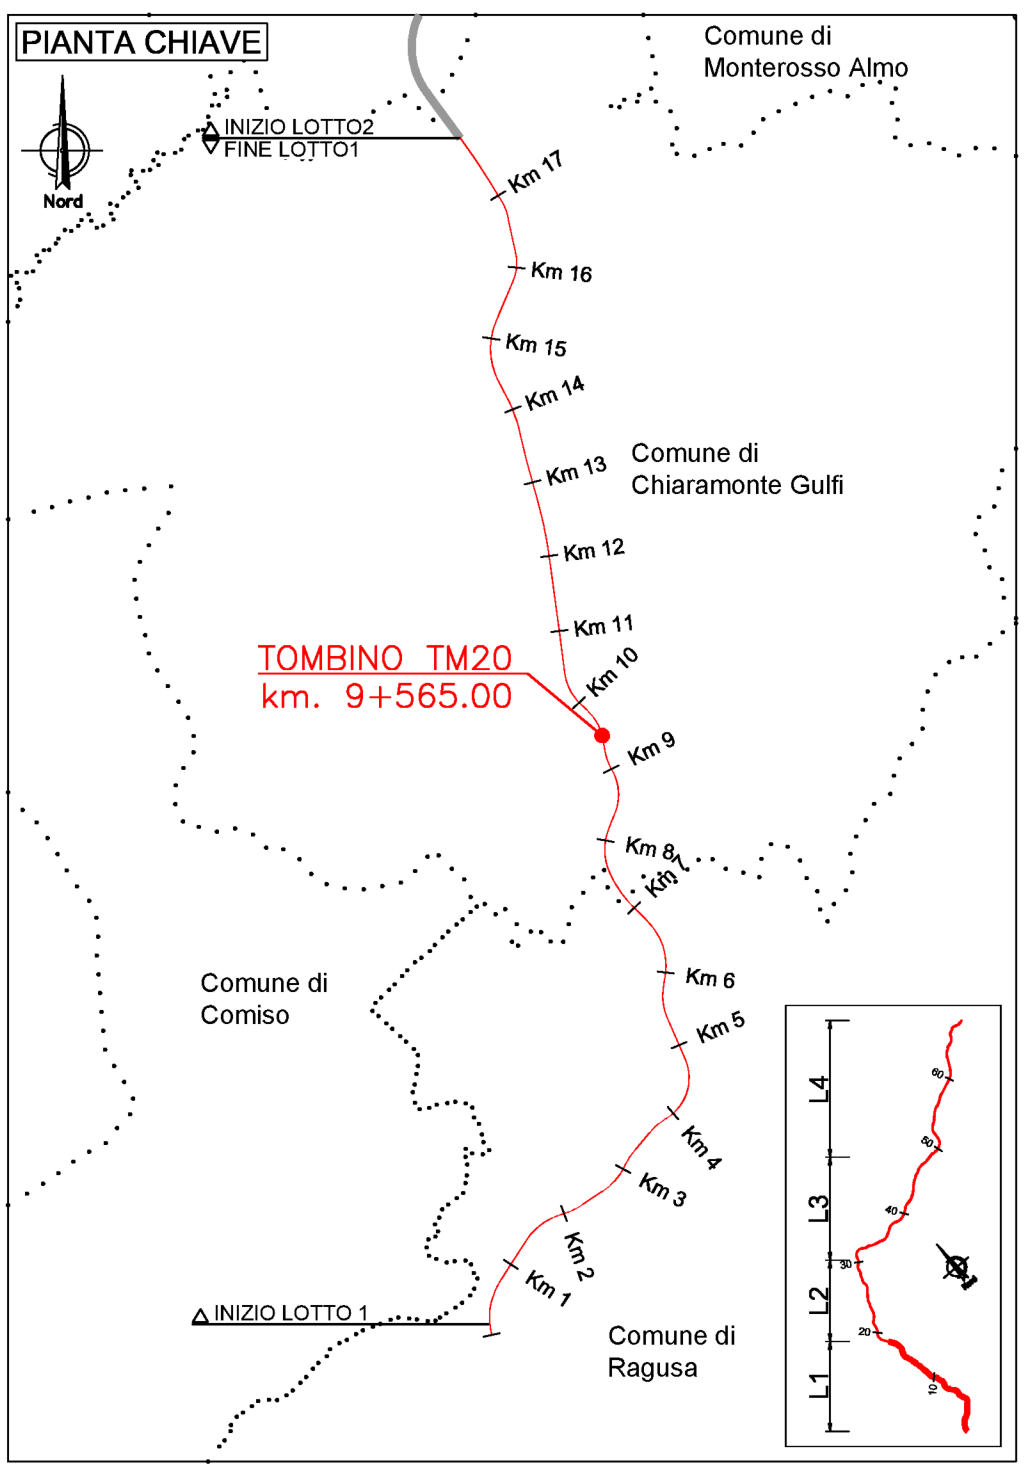 PIANTA CHIAVE
Comune di
Monterosso Almo
INIZIO LOTTO2
FINE LOTTO1
Nord
Km 17
Km 16
Km 15
Km 14
Comune di
Chiaramonte Gulfi
Km 13
Km 12
Km 11
TOMBINO TM20
km. 9+565.00
Km 10
Km 9
Km 8
Km 7
Km 6
Comune di
Comiso
Km 5
Km 4
Km 3
Km 2
Km 1
INIZIO LOTTO 1
Comune di
Ragusa
L4
60
50
L3
40
30
L2
20
L1
10